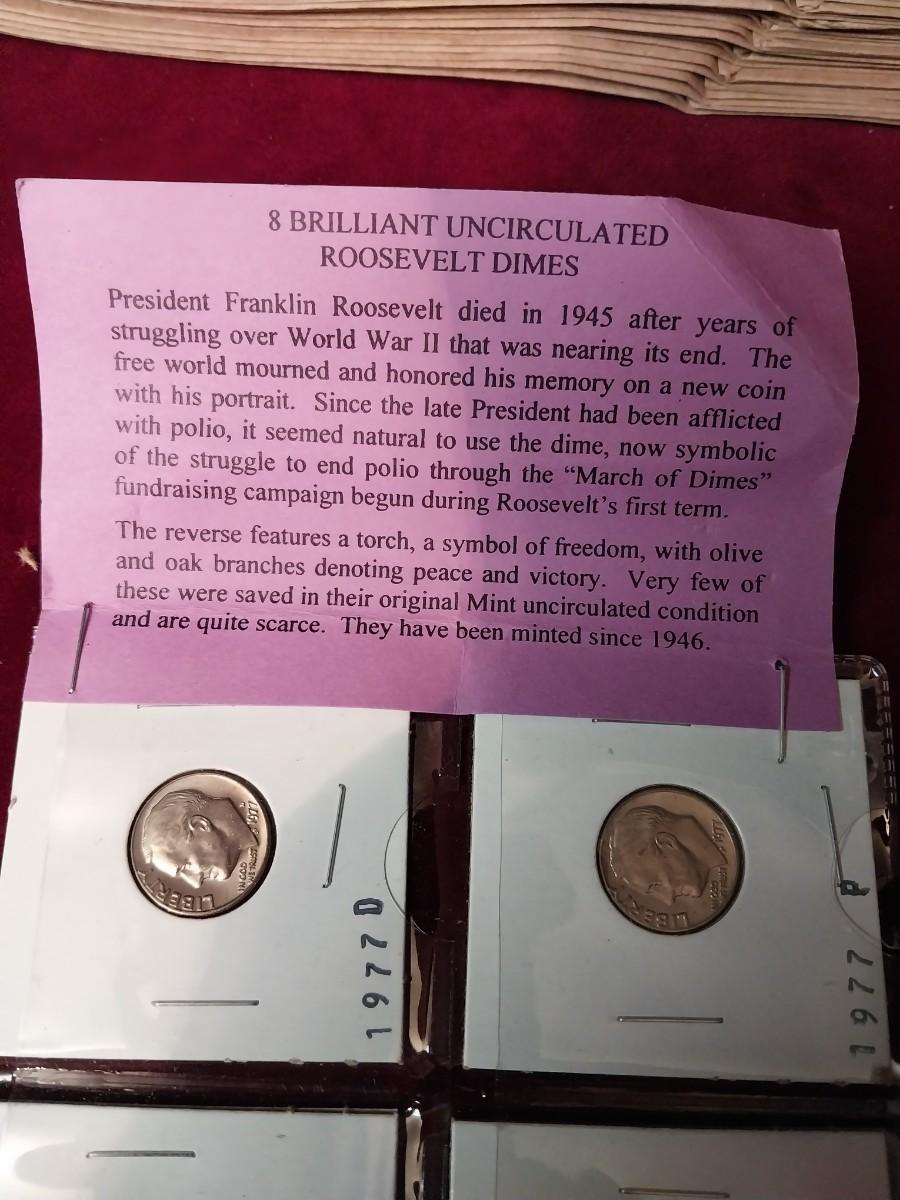 8 BRILLIANT UNCIRCULATED
ROOSEVELT DIMES
President Franklin Roosevelt died in 1945 after years of
struggling over World War II that was nearing its end. The
free world mourned and honored his memory on a new coin
with his portrait. Since the late President had been afflicted
with polio, it seemed natural to use the dime, now symbolic
of the struggle to end polio through the “March of Dimes”
fundraising campaign begun during Roosevelt’s first term.
The reverse features a torch, a symbol of freedom, with olive
and oak branches denoting peace and victory. Very few of
these were saved in their original Mint uncirculated condition
and are quite scarce. They have been minted since 1946.
LIBERTY
IN GOD
WE TRUST
1977
D
1977 D
LIBERTY
IN GOD
WE TRUST
1977
1977 P